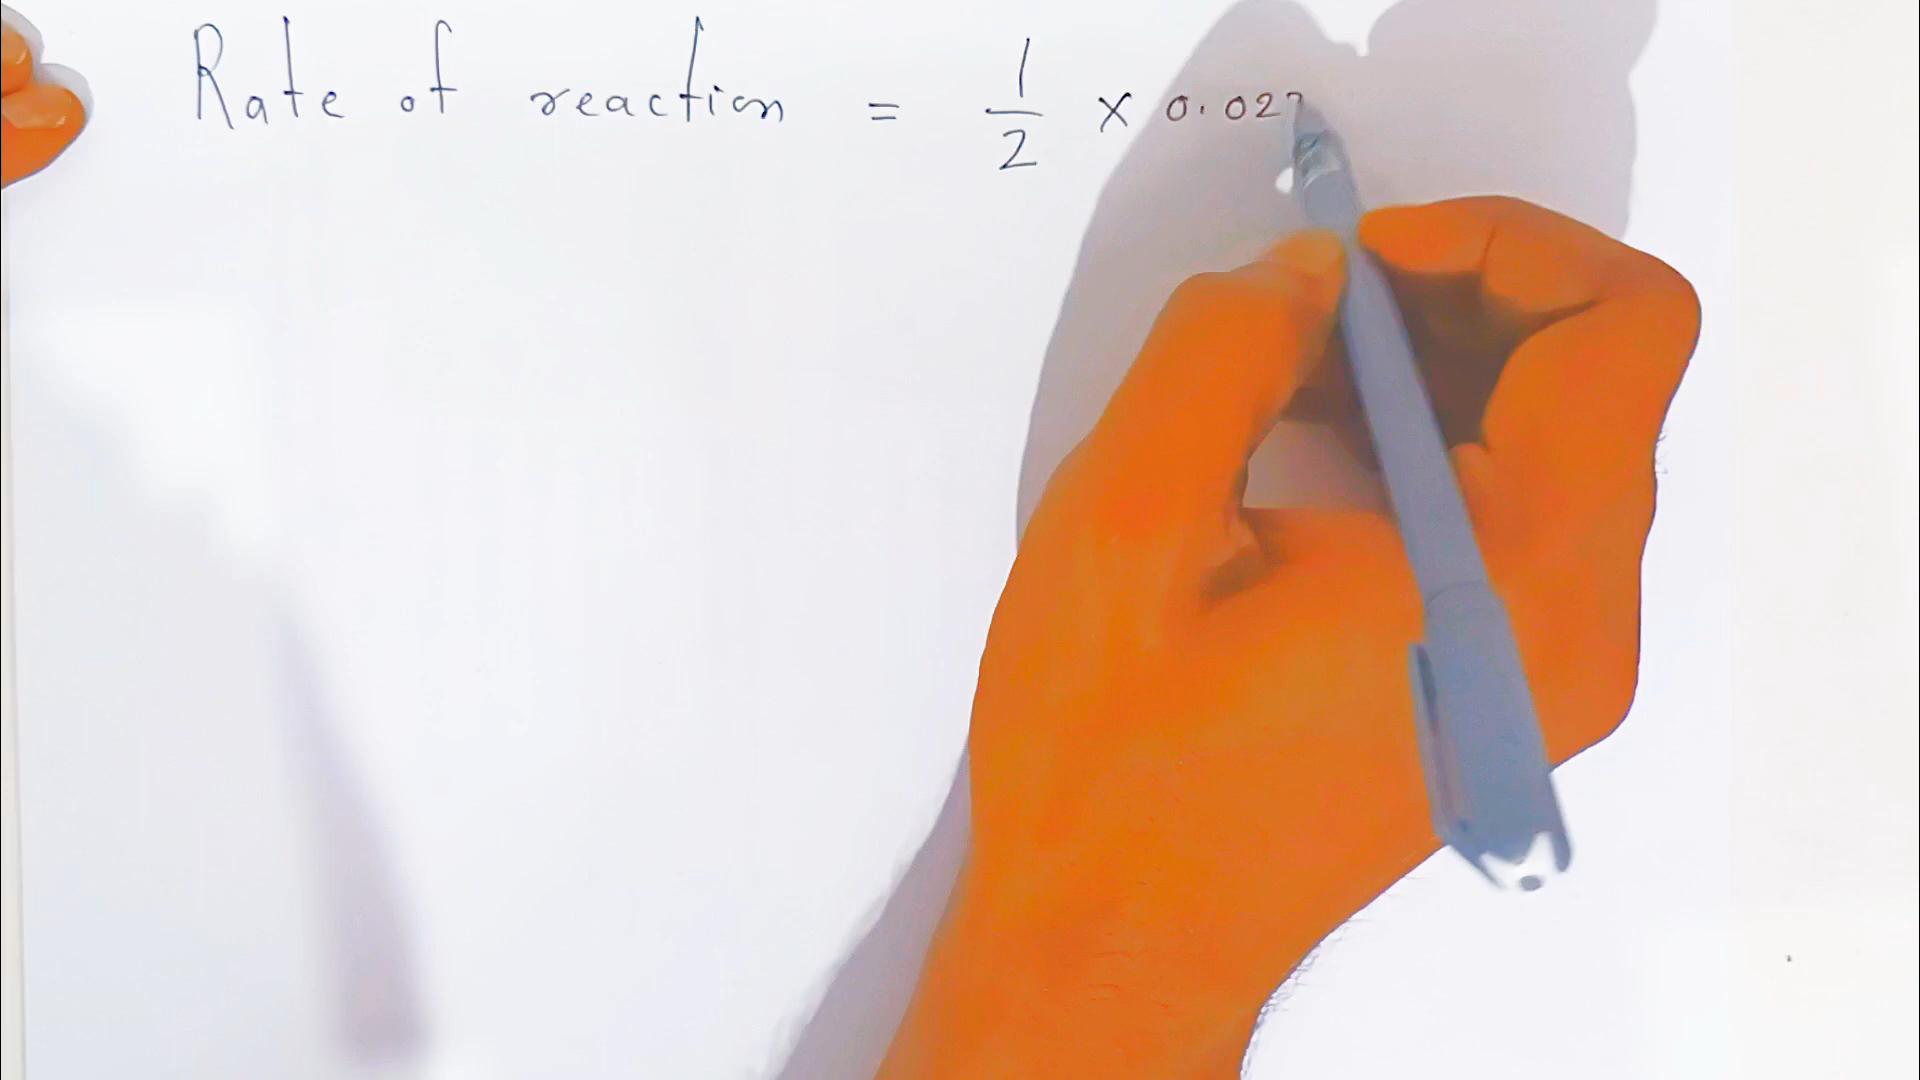 Rate of reaction = 1/2 × 0.02